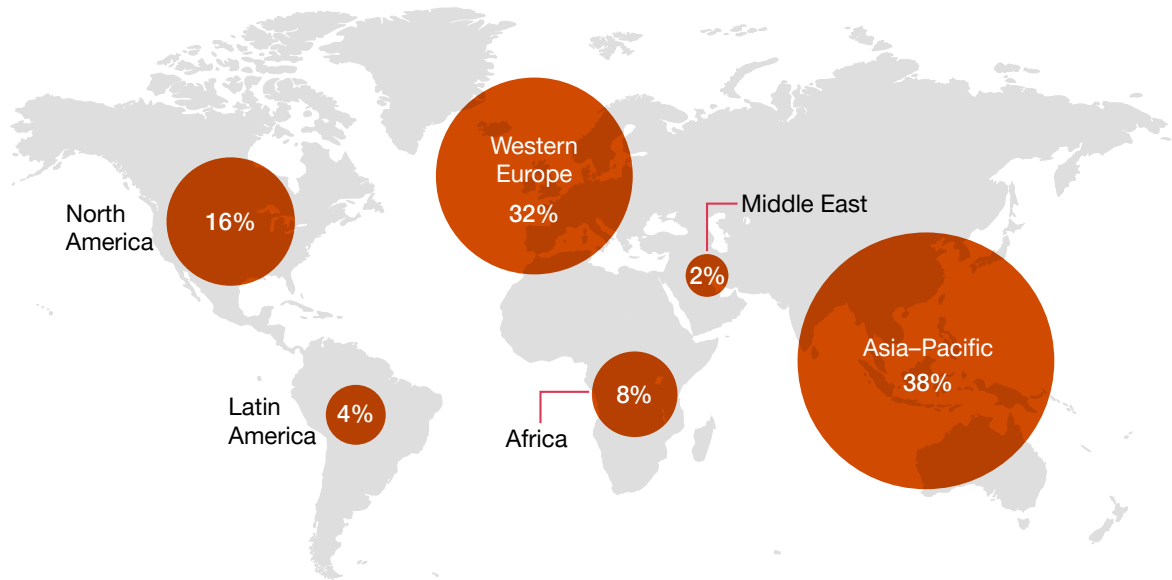 North
America
16%
Western
Europe
32%
Middle East
2%
Asia–Pacific
38%
Latin
America
4%
Africa
8%